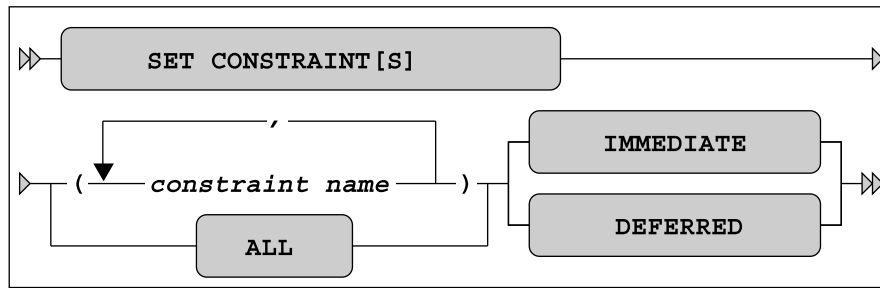 SET CONSTRAINT[S]
,
( constraint name )
IMMEDIATE
ALL
DEFERRED